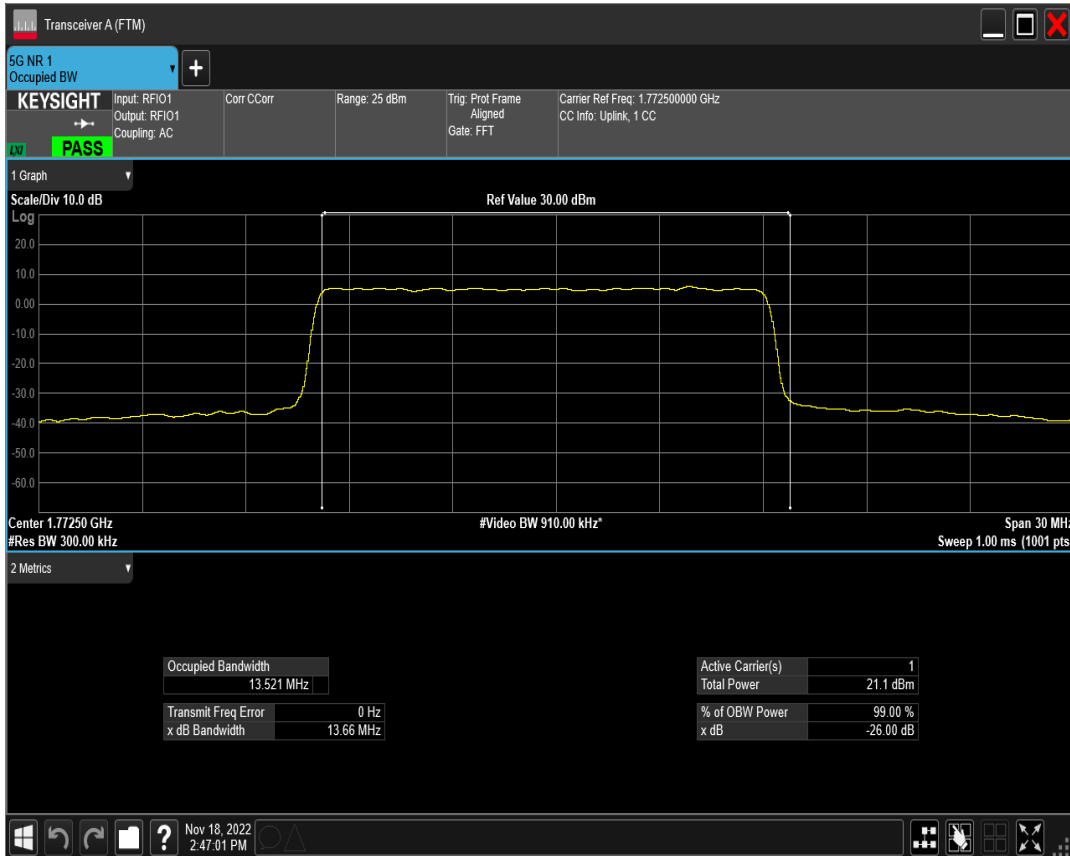 Transceiver A (FTM)
5G NR 1
Occupied BW
+
KEYSIGHT
LXI
PASS
Input: RFIO1
Output: RFIO1
Coupling: AC
Corr CCorr
Range: 25 dBm
Trig: Prot Frame
Aligned
Gate: FFT
Carrier Ref Freq: 1.772500000 GHz
CC Info: Uplink, 1 CC
1 Graph
Scale/Div 10.0 dB
Ref Value 30.00 dBm
Log
20.0
10.0
0.00
-10.0
-20.0
-30.0
-40.0
-50.0
-60.0
Center 1.77250 GHz
#Video BW 910.00 kHz*
Span 30 MHz
#Res BW 300.00 kHz
Sweep 1.00 ms (1001 pts
2 Metrics
Occupied Bandwidth
13.521 MHz
Transmit Freq Error 0 Hz
x dB Bandwidth 13.66 MHz
Active Carrier(s) 1
Total Power 21.1 dBm
% of OBW Power 99.00 %
x dB -26.00 dB
?
Nov 18, 2022
2:47:01 PM